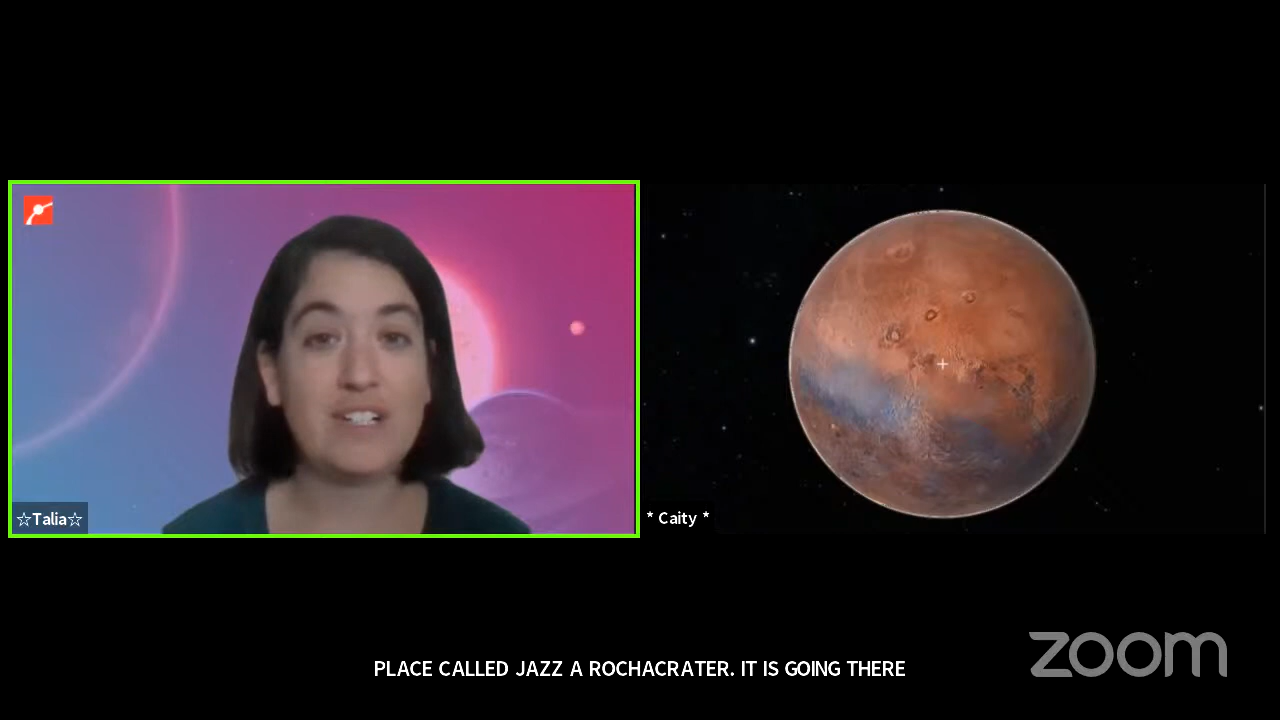 ☆Talia☆
* Caity *
PLACE CALLED JAZZ A ROCHACRATER. IT IS GOING THERE
zoom